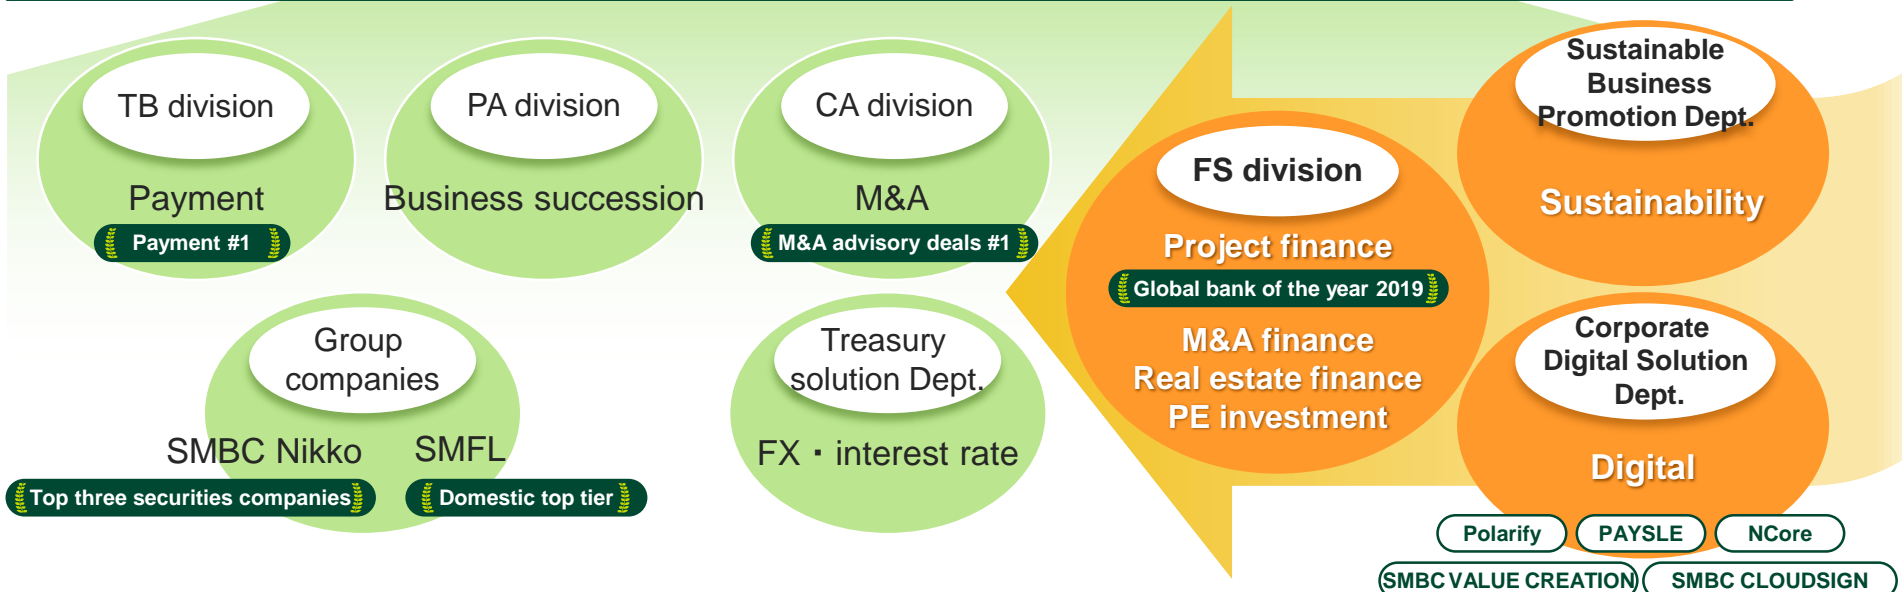 TB division
Payment
Payment #1
PA division
Business succession
CA division
M&A
M&A advisory deals #1
Group
companies
SMBC Nikko
Top three securities companies
SMFL
Domestic top tier
Treasury
solution Dept.
FX・interest rate
FS division
Project finance
Global bank of the year 2019
M&A finance
Real estate finance
PE investment
Sustainable
Business
Promotion Dept.
Sustainability
Corporate
Digital Solution
Dept.
Digital
Polarify
PAYSLE
NCore
SMBC VALUE CREATION
SMBC CLOUDSIGN